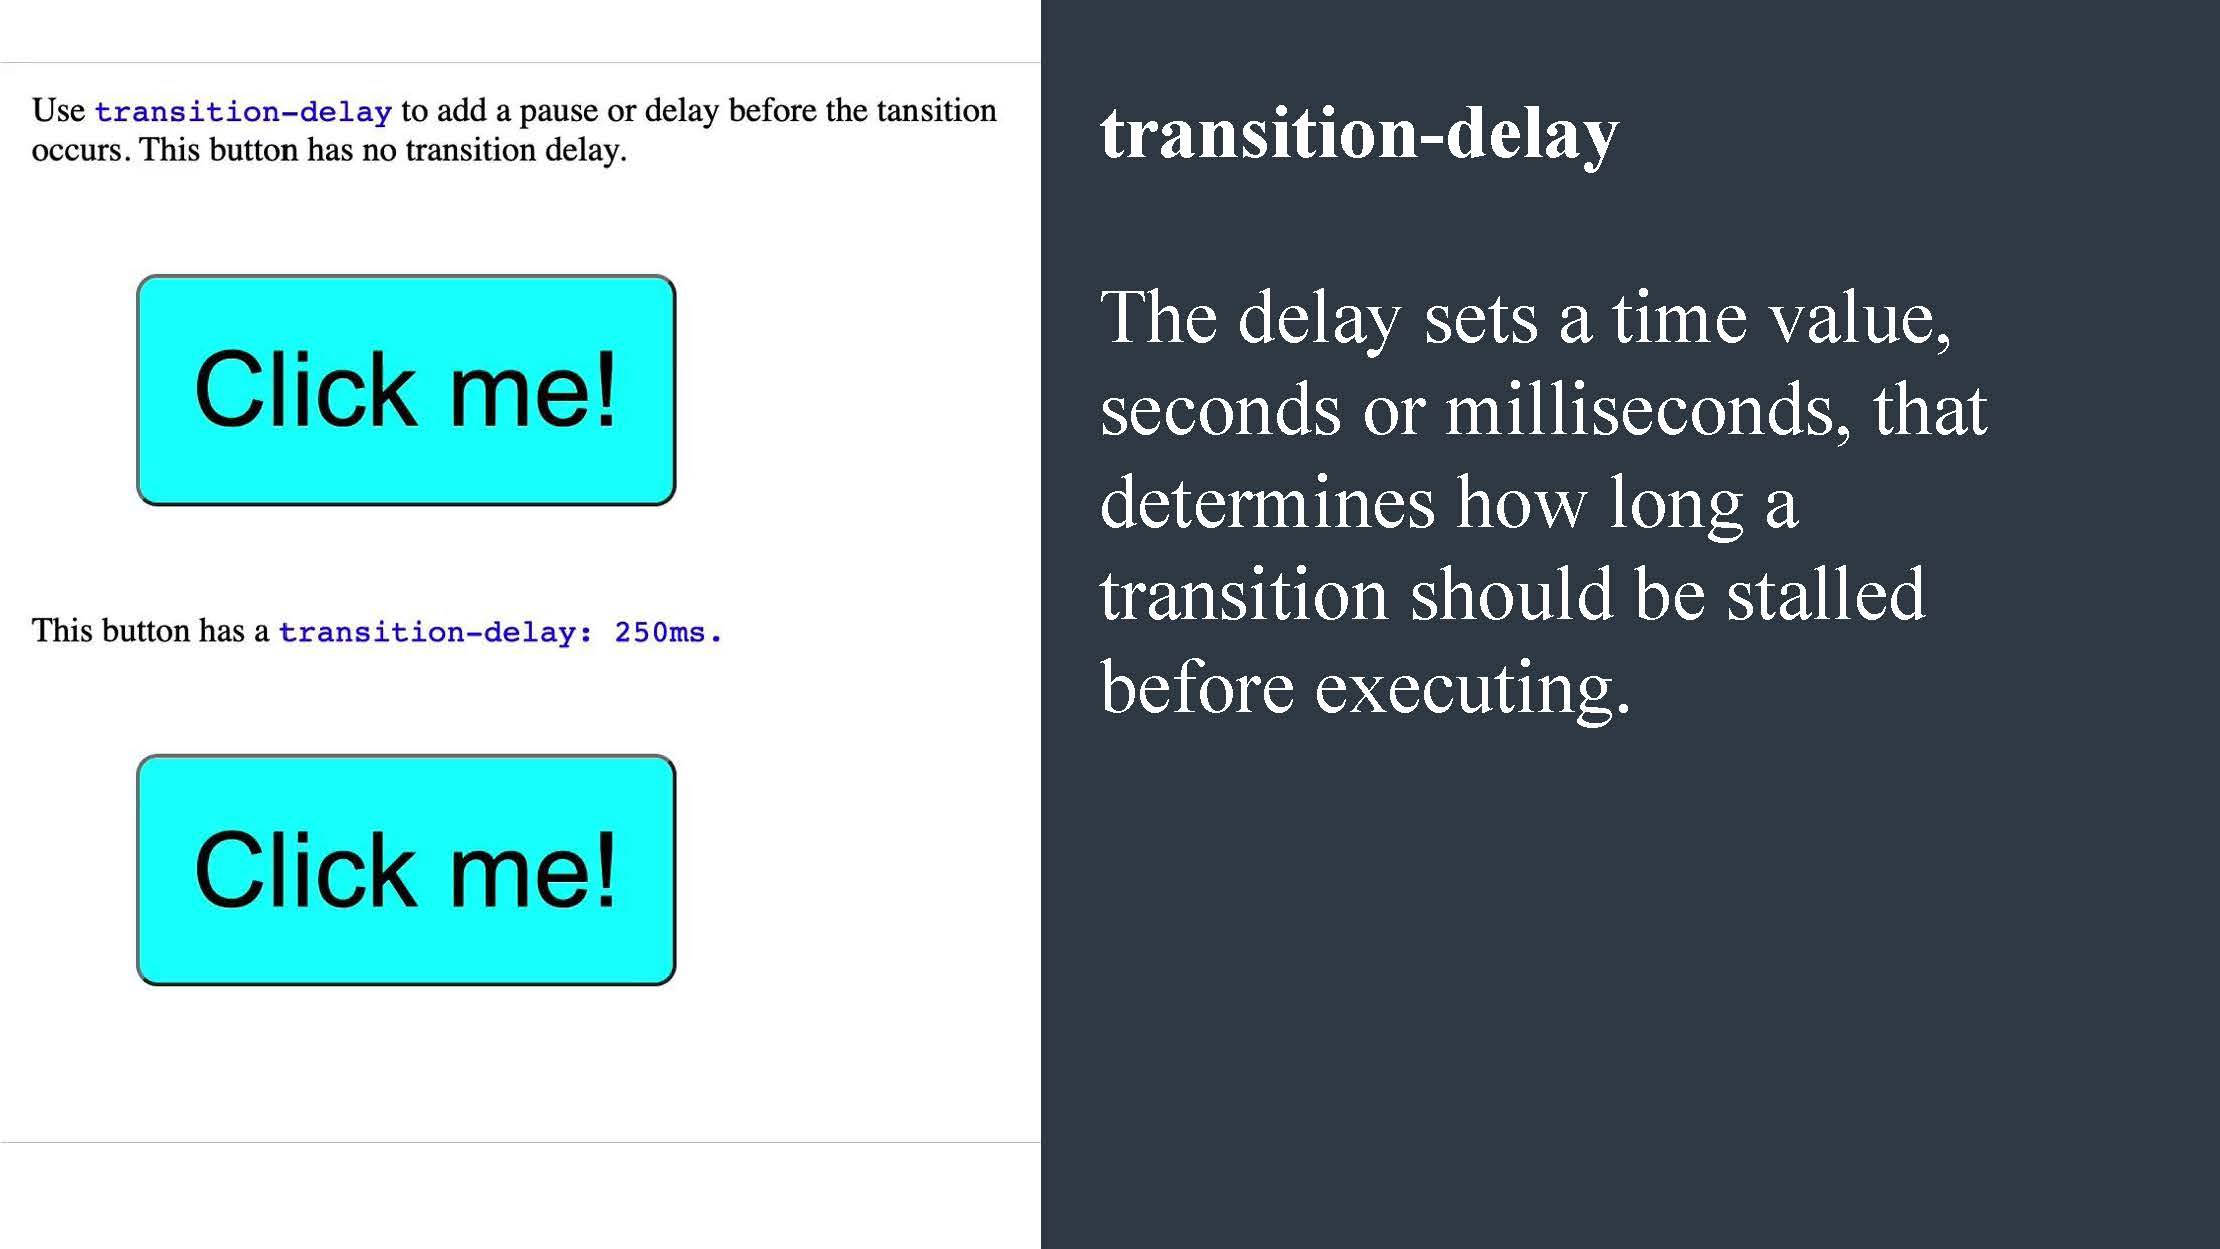 Use transition-delay to add a pause or delay before the tansition
occurs. This button has no transition delay.
Click me!
This button has a transition-delay: 250ms.
Click me!
transition-delay
The delay sets a time value,
seconds or milliseconds, that
determines how long a
transition should be stalled
before executing.